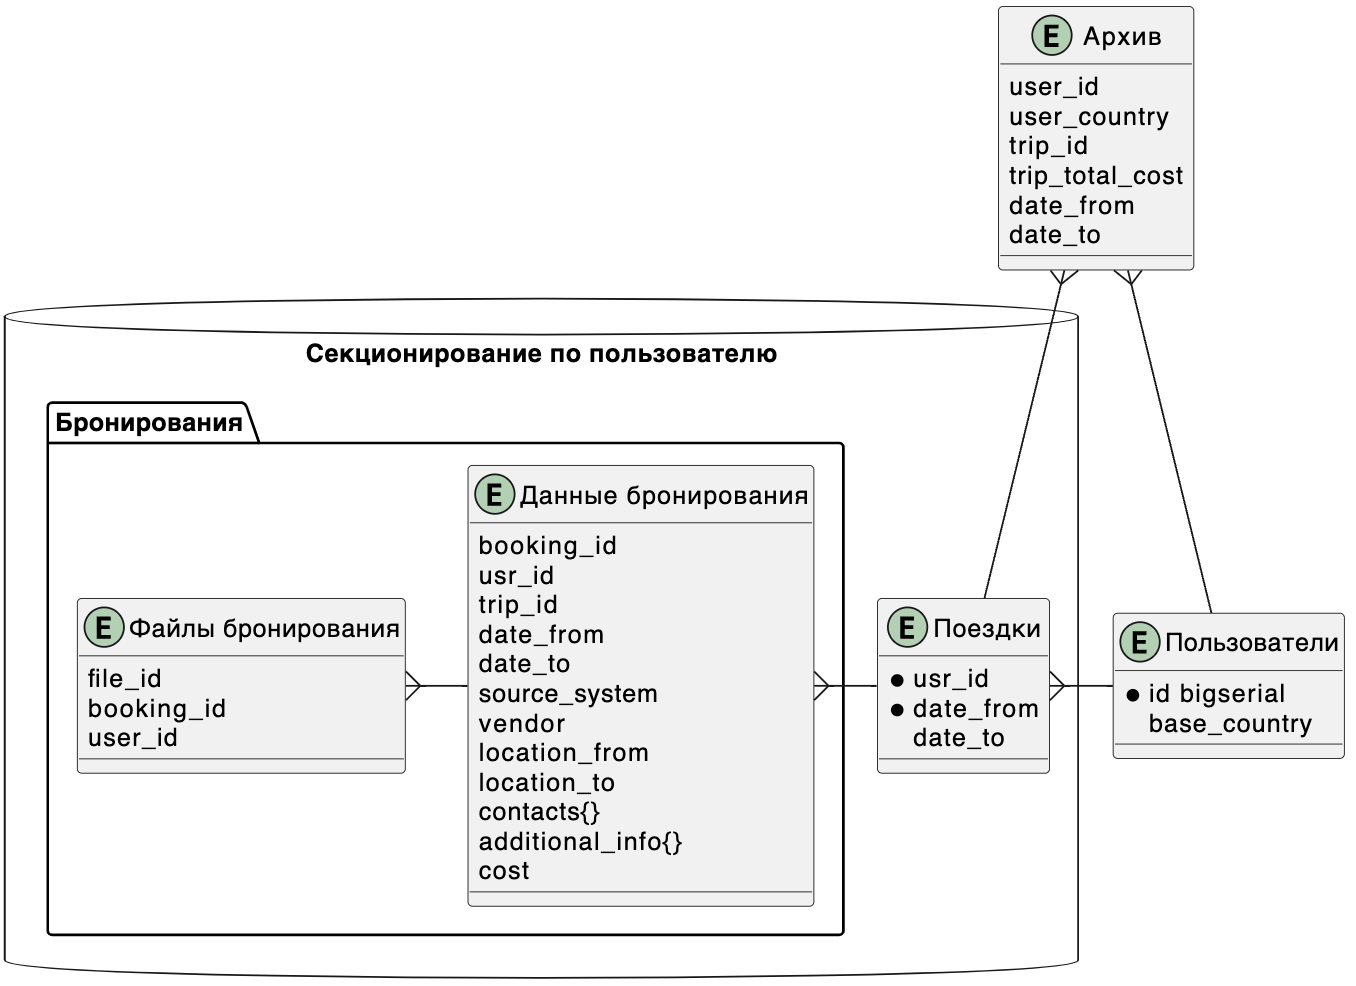 E Архив
user_id
user_country
trip_id
trip_total_cost
date_from
date_to
Секционирование по пользователю
Бронирования
E Данные бронирования
booking_id
usr_id
trip_id
date_from
date_to
source_system
vendor
location_from
location_to
contacts{}
additional_info{}
cost
E Файлы бронирования
file_id
booking_id
user_id
E Поездки
usr_id
date_from
date_to
E Пользователи
id bigserial
base_country